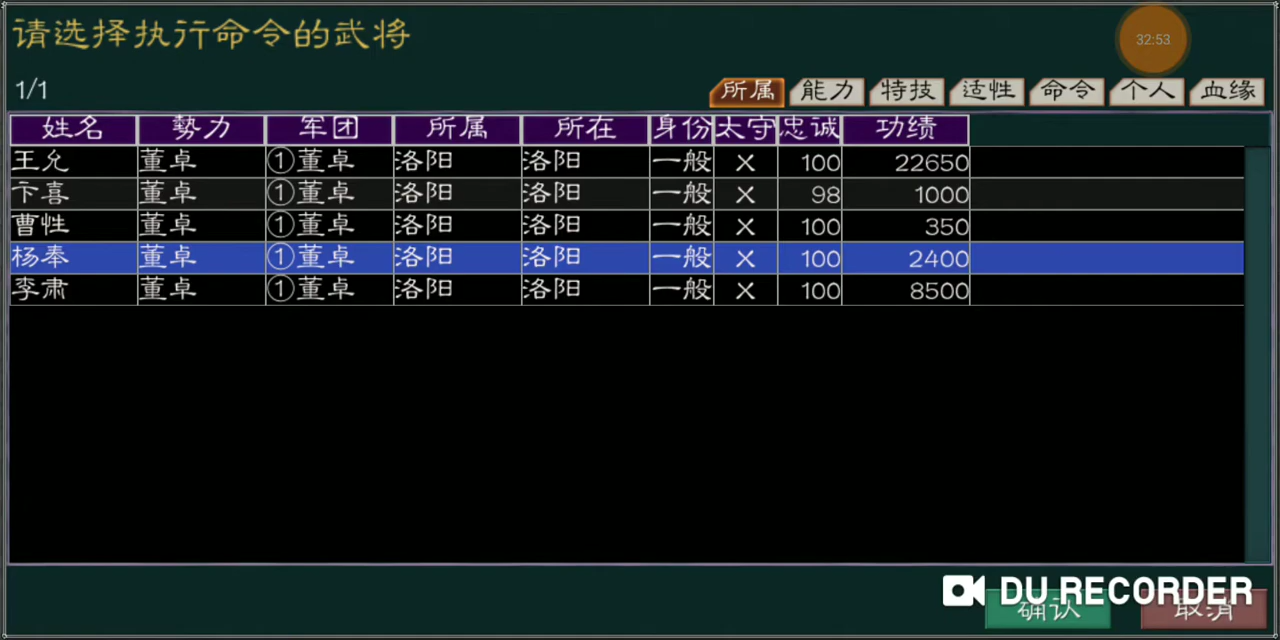 请选择执行命令的武将
32:53
1/1
所属 能力 特技 适性 命令 个人 血缘
姓名 势力 军团 所属 所在 身份 太守 忠诚 功绩
王允 董卓 ①董卓 洛阳 洛阳 一般 X 100 22650
卞喜 董卓 ①董卓 洛阳 洛阳 一般 X 98 1000
曹性 董卓 ①董卓 洛阳 洛阳 一般 X 100 350
杨奉 董卓 ①董卓 洛阳 洛阳 一般 X 100 2400
李肃 董卓 ①董卓 洛阳 洛阳 一般 X 100 8500
DU RECORDER
确认 取消